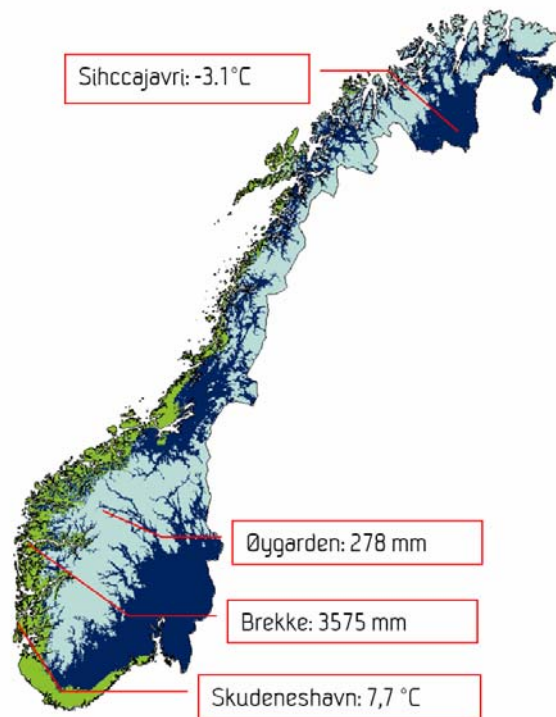 Sihccajavri: -3.1°C
Øygarden: 278 mm
Brekke: 3575 mm
Skudeneshavn: 7,7 °C